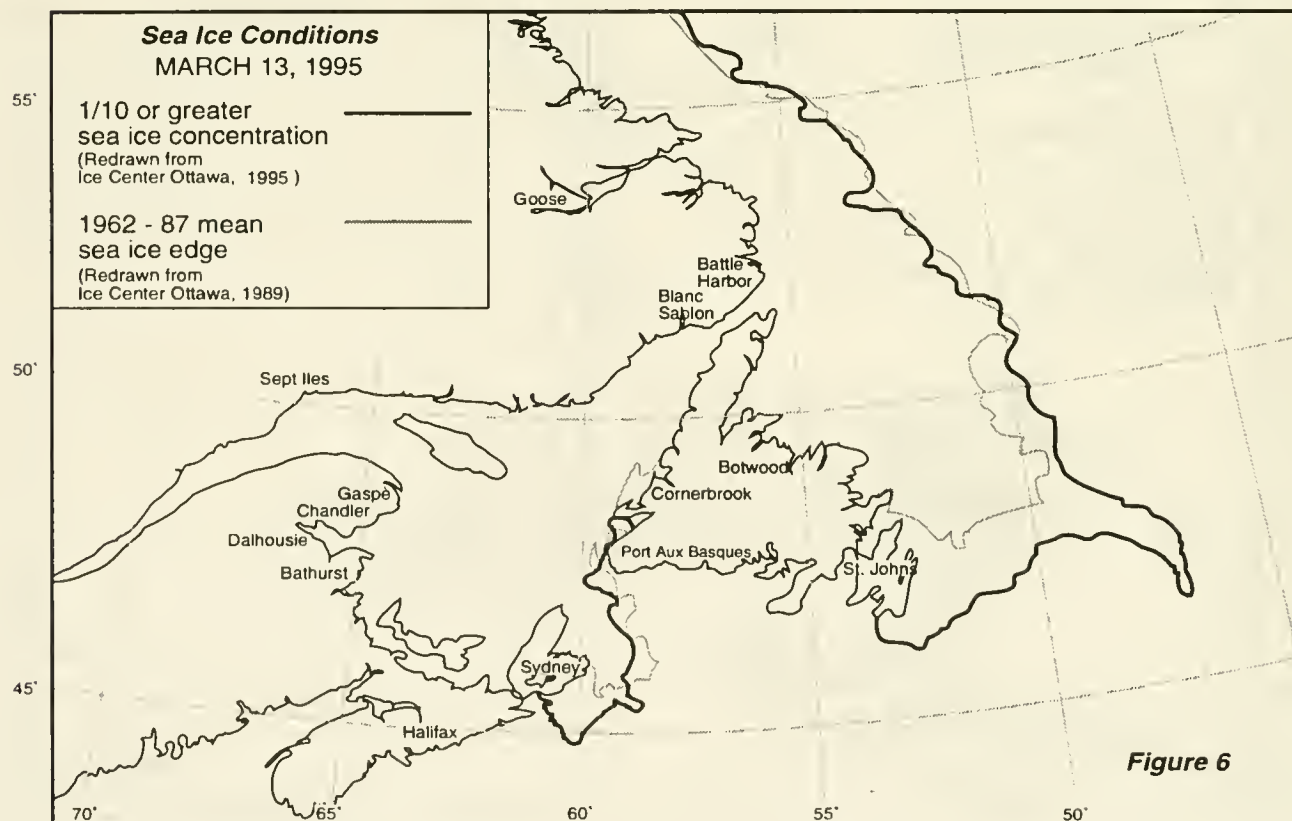 Sea Ice Conditions
MARCH 13, 1995
1/10 or greater
sea ice concentration
(Redrawn from
Ice Center Ottawa, 1995 )
1962 - 87 mean
sea ice edge
(Redrawn from
Ice Center Ottawa, 1989)
55°
50°
45°
Goose
Battle
Harbor
Blanc
Sablon
Sept Iles
Botwood
Cornerbrook
Gaspe
Chandler
Dalhousie
Port Aux Basques
St. Johns
Bathurst
Sydney
Halifax
Figure 6
70°
65°
60°
55°
50°